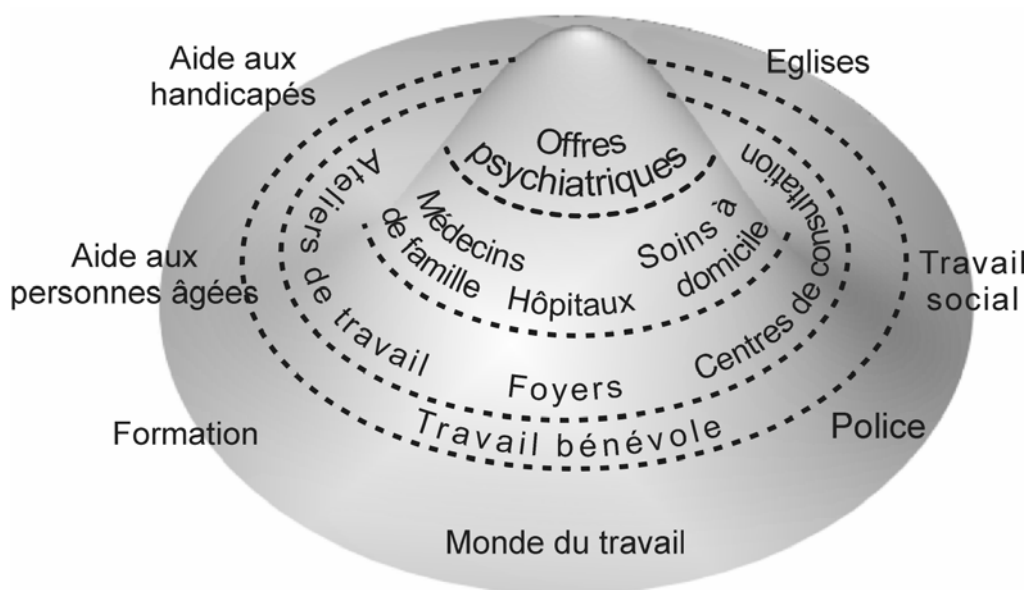 Aide aux
handicapés
Eglises
Offres
psychiatriques
Médecins
de famille
Hôpitaux
Soins à
domicile
Ateliers de travail
Foyers
Centres de consultation
Travail bénévole
Aide aux
personnes âgées
Travail
social
Formation
Police
Monde du travail